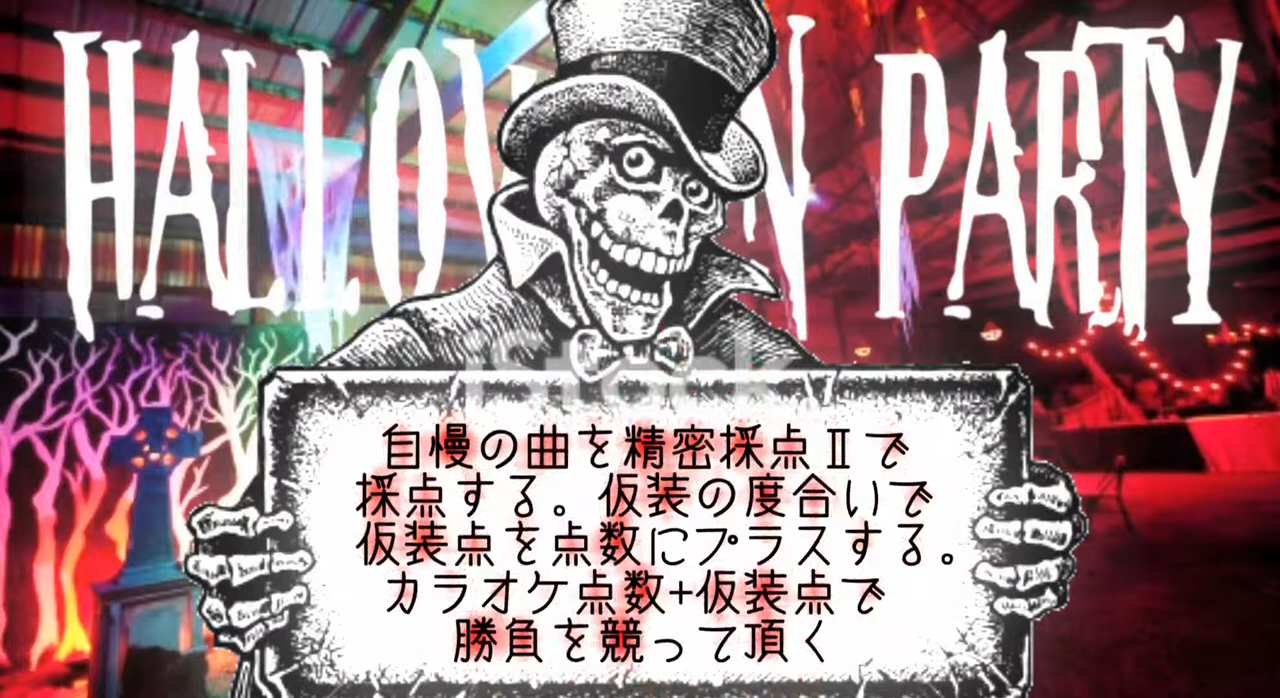 HALLOWEEN PARTY
iStock
自慢の曲を精密採点Ⅱで
採点する。仮装の度合いで
仮装点を点数にプラスする。
カラオケ点数+仮装点で
勝負を競って頂く